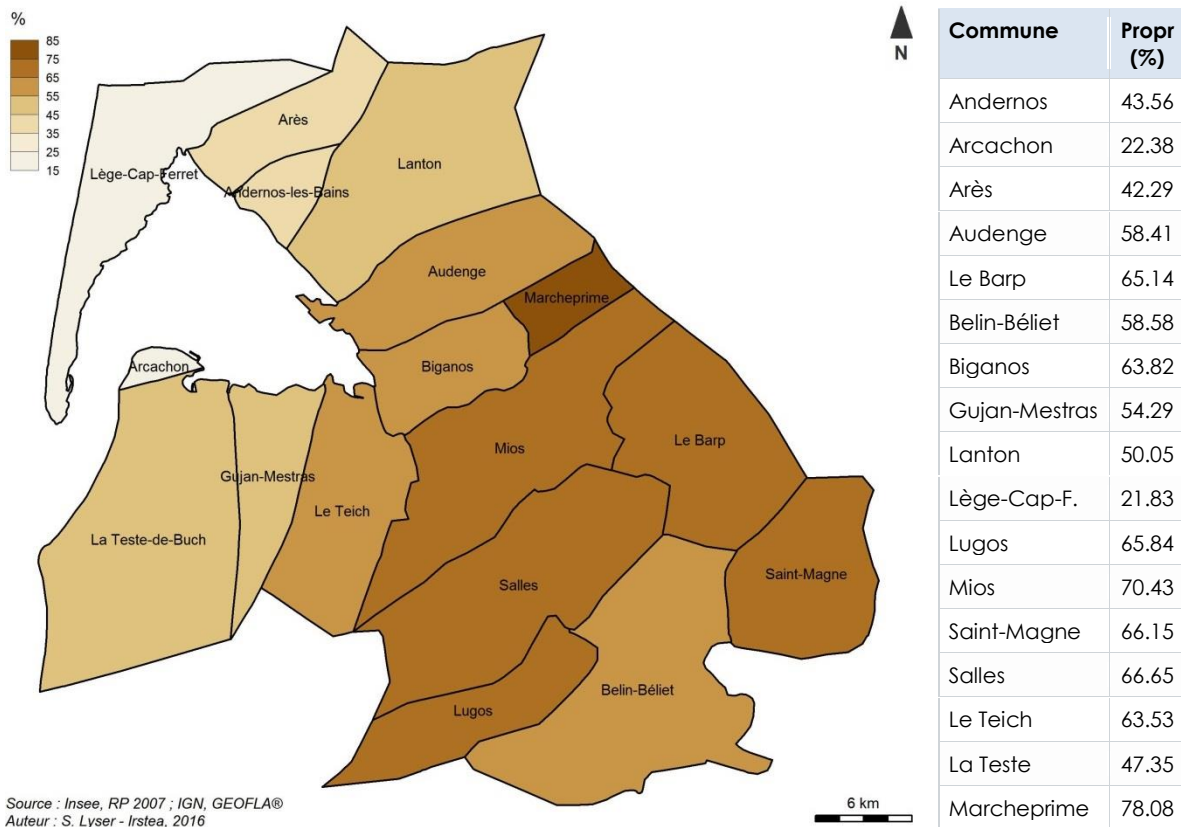 %
85
75
65
55
45
35
25
15
N
Arès
Lège-Cap-Ferret
Lanton
Andernos-les-Bains
Audenge
Marcheprime
Arcachon
Biganos
Mios
Le Barp
Gujan-Mestras
Le Teich
La Teste-de-Buch
Salles
Saint-Magne
Belin-Béliet
Lugos
Source : Insee, RP 2007 ; IGN, GEOFLA®
Auteur : S. Lyser - Irstea, 2016
6 km
Commune Propr (%)
Andernos 43.56
Arcachon 22.38
Arès 42.29
Audenge 58.41
Le Barp 65.14
Belin-Béliet 58.58
Biganos 63.82
Gujan-Mestras 54.29
Lanton 50.05
Lège-Cap-F. 21.83
Lugos 65.84
Mios 70.43
Saint-Magne 66.15
Salles 66.65
Le Teich 63.53
La Teste 47.35
Marcheprime 78.08